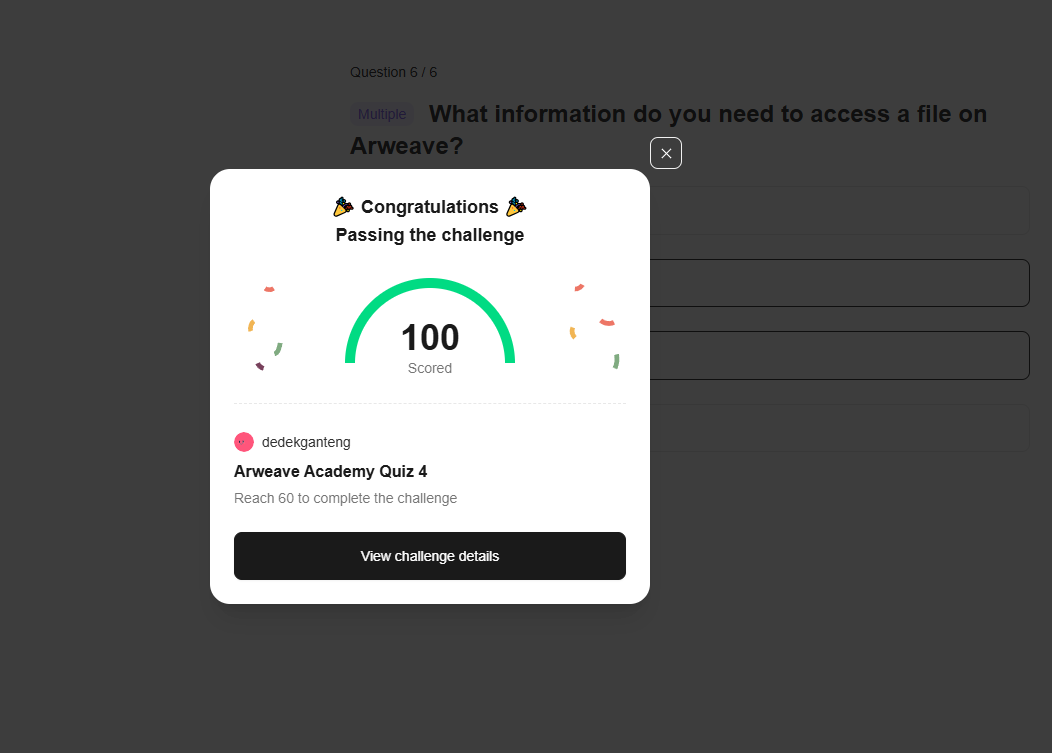 Question 6 / 6
Multiple What information do you need to access a file on
Arweave?
Congratulations
Passing the challenge
100
Scored
dedekganteng
Arweave Academy Quiz 4
Reach 60 to complete the challenge
View challenge details